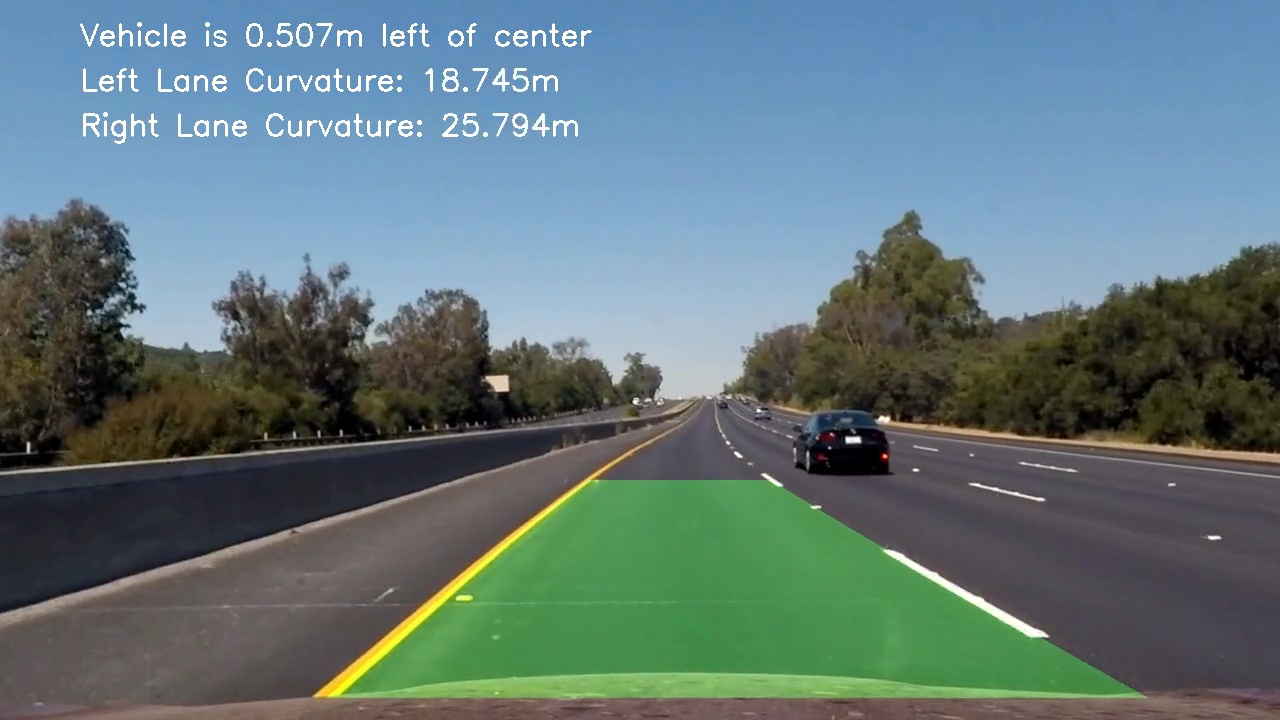 Vehicle is 0.507m left of center
Left Lane Curvature: 18.745m
Right Lane Curvature: 25.794m